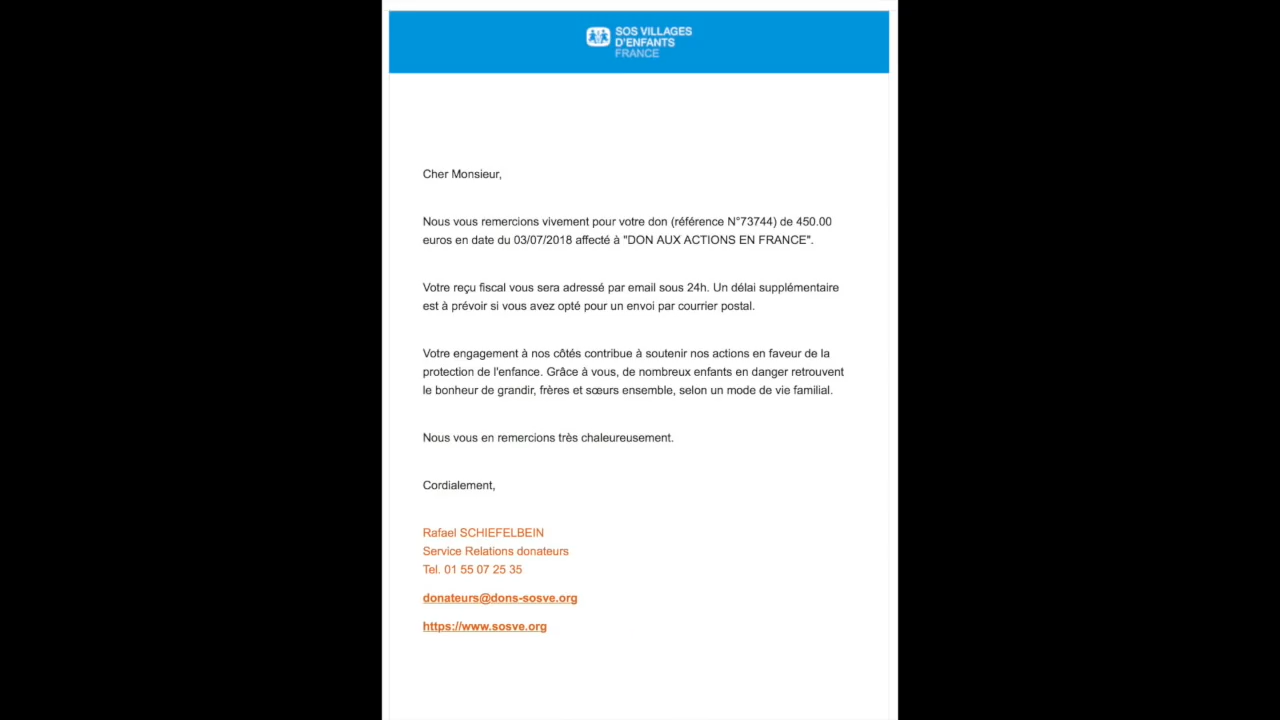 SOS VILLAGES
D'ENFANTS
FRANCE
Cher Monsieur,
Nous vous remercions vivement pour votre don (référence N°73744) de 450.00
euros en date du 03/07/2018 affecté à "DON AUX ACTIONS EN FRANCE".
Votre reçu fiscal vous sera adressé par email sous 24h. Un délai supplémentaire
est à prévoir si vous avez opté pour un envoi par courrier postal.
Votre engagement à nos côtés contribue à soutenir nos actions en faveur de la
protection de l'enfance. Grâce à vous, de nombreux enfants en danger retrouvent
le bonheur de grandir, frères et sœurs ensemble, selon un mode de vie familial.
Nous vous en remercions très chaleureusement.
Cordialement,
Rafael SCHIEFELBEIN
Service Relations donateurs
Tel. 01 55 07 25 35
donateurs@dons-sosve.org
https://www.sosve.org